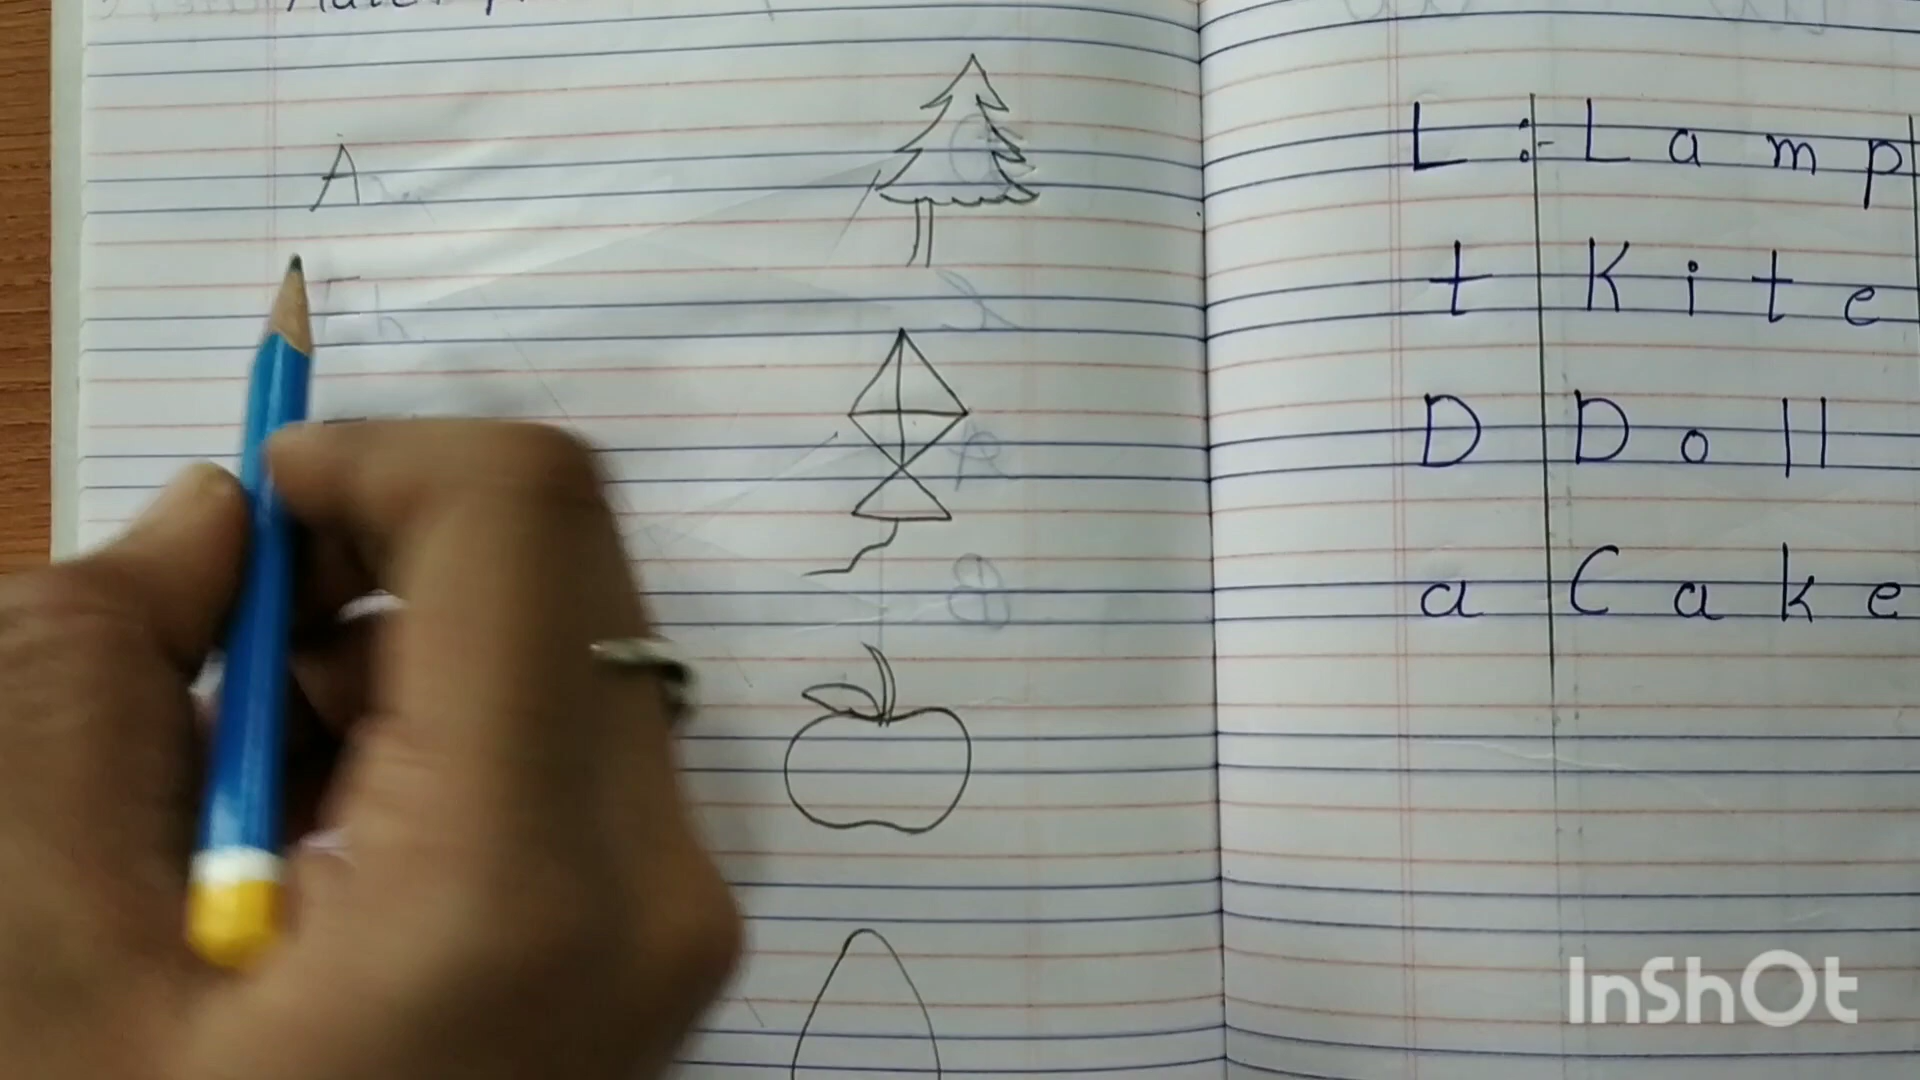 A
L :- Lamp
t Kite
D Doll
a Cake
InShOt